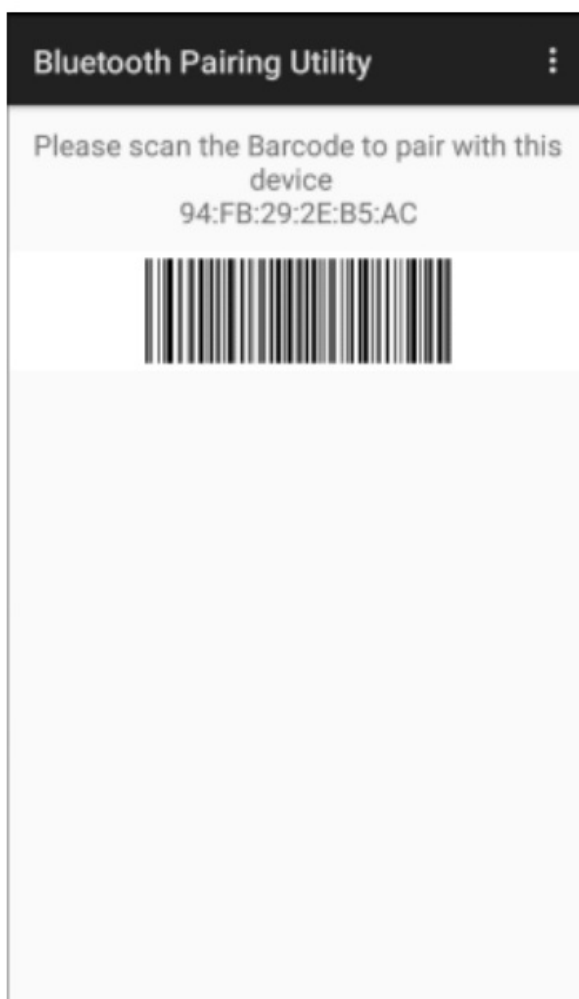 Bluetooth Pairing Utility
Please scan the Barcode to pair with this
device
94:FB:29:2E:B5:AC